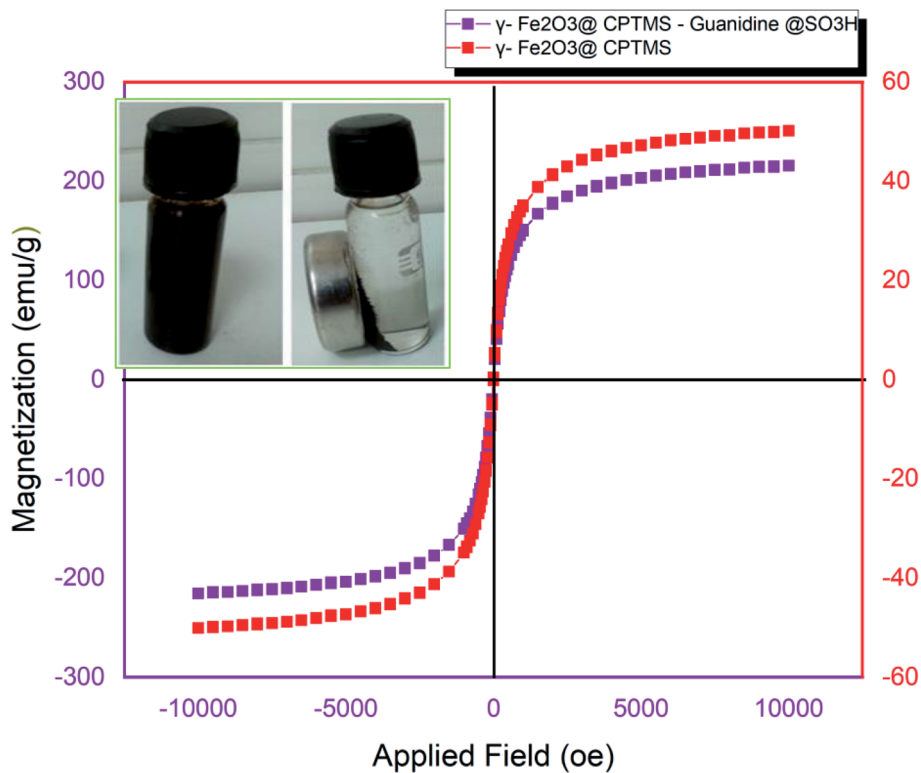 γ- Fe2O3@ CPTMS - Guanidine @SO3H
γ- Fe2O3@ CPTMS
300
200
100
0
-100
-200
-300
Magnetization (emu/g)
60
40
20
0
-20
-40
-60
-10000 -5000 0 5000 10000
Applied Field (oe)